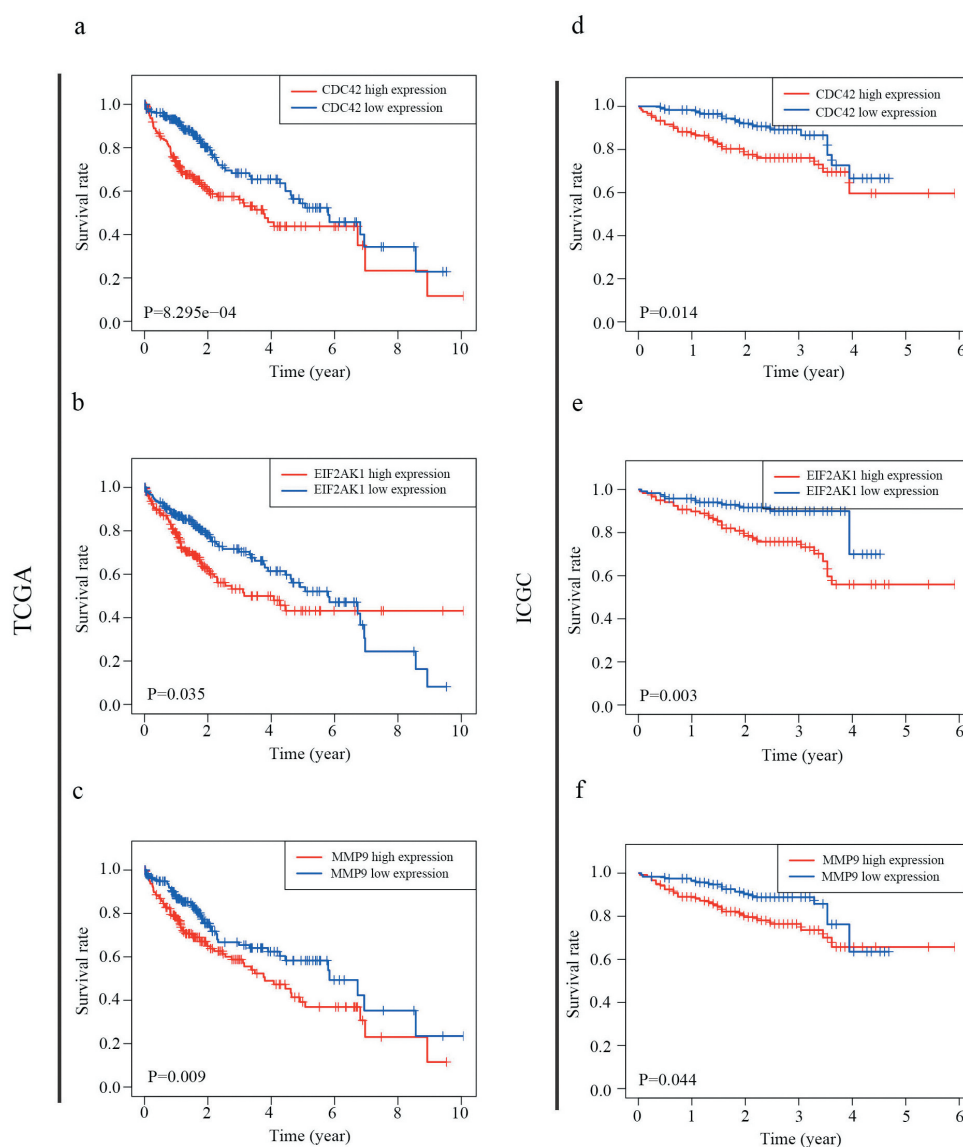 a
CDC42 high expression
CDC42 low expression
1.0
0.8
0.6
0.4
0.2
0.0
Survival rate
P=8.295e−04
0
2
4
6
8
10
Time (year)
b
EIF2AK1 high expression
EIF2AK1 low expression
1.0
0.8
0.6
0.4
0.2
0.0
Survival rate
P=0.035
0
2
4
6
8
10
Time (year)
c
MMP9 high expression
MMP9 low expression
1.0
0.8
0.6
0.4
0.2
0.0
Survival rate
P=0.009
0
2
4
6
8
10
Time (year)
TCGA
d
CDC42 high expression
CDC42 low expression
1.0
0.8
0.6
0.4
0.2
0.0
Survival rate
P=0.014
0
1
2
3
4
5
6
Time (year)
e
EIF2AK1 high expression
EIF2AK1 low expression
1.0
0.8
0.6
0.4
0.2
0.0
Survival rate
P=0.003
0
1
2
3
4
5
6
Time (year)
f
MMP9 high expression
MMP9 low expression
1.0
0.8
0.6
0.4
0.2
0.0
Survival rate
P=0.044
0
1
2
3
4
5
6
Time (year)
ICGC